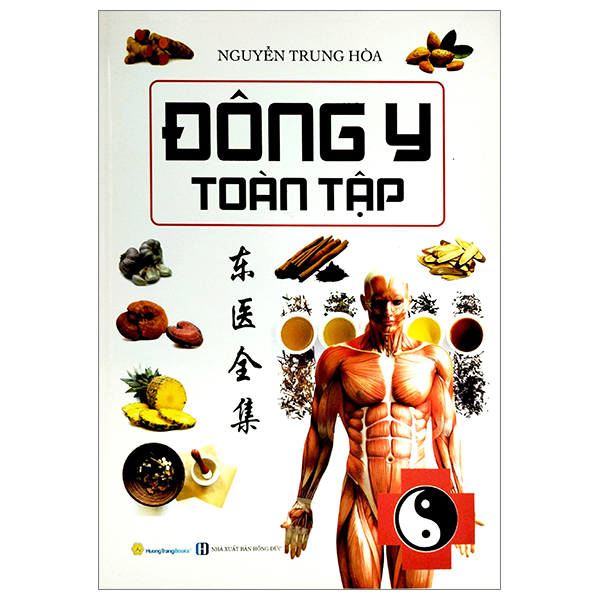 NGUYỄN TRUNG HÒA
ĐÔNG Y
TOÀN TẬP
东医全集
HuongTrangBooks
NHÀ XUẤT BẢN HỒNG ĐỨC